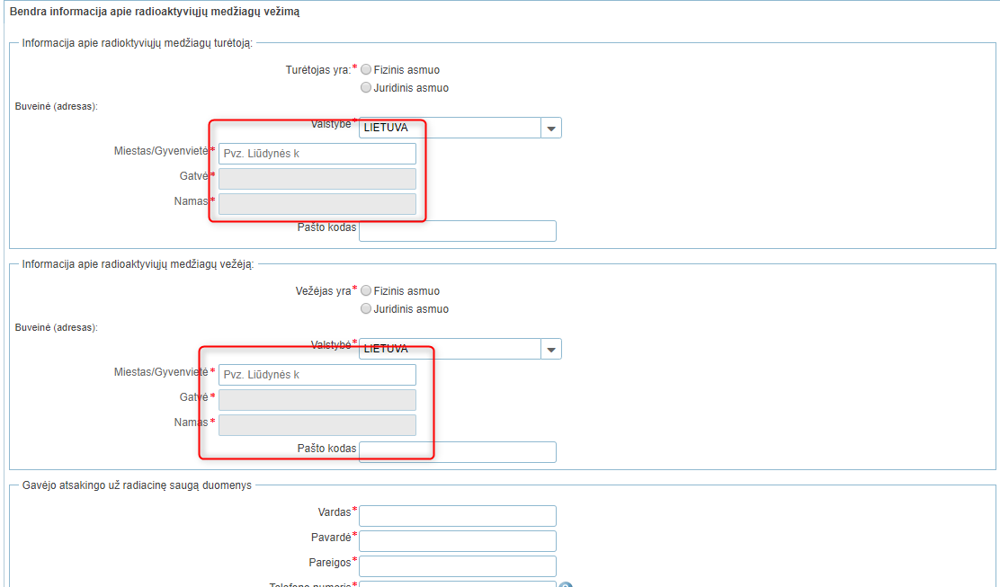 Bendra informacija apie radioaktyviųjų medžiagų vežimą
Informacija apie radioktyviųjų medžiagų turėtoją:
Turėtojas yra:* Fizinis asmuo
Juridinis asmuo
Buveinė (adresas):
Valstybė* LIETUVA
Miestas/Gyvenvietė* Pvz. Liūdynės k
Gatvė*
Namas*
Pašto kodas
Informacija apie radioaktyviųjų medžiagų vežėją:
Vežėjas yra* Fizinis asmuo
Juridinis asmuo
Buveinė (adresas):
Valstybė* LIETUVA
Miestas/Gyvenvietė* Pvz. Liūdynės k
Gatvė*
Namas*
Pašto kodas
Gavėjo atsakingo už radiacinę saugą duomenys
Vardas*
Pavardė*
Pareigos*
Telefono numeris*